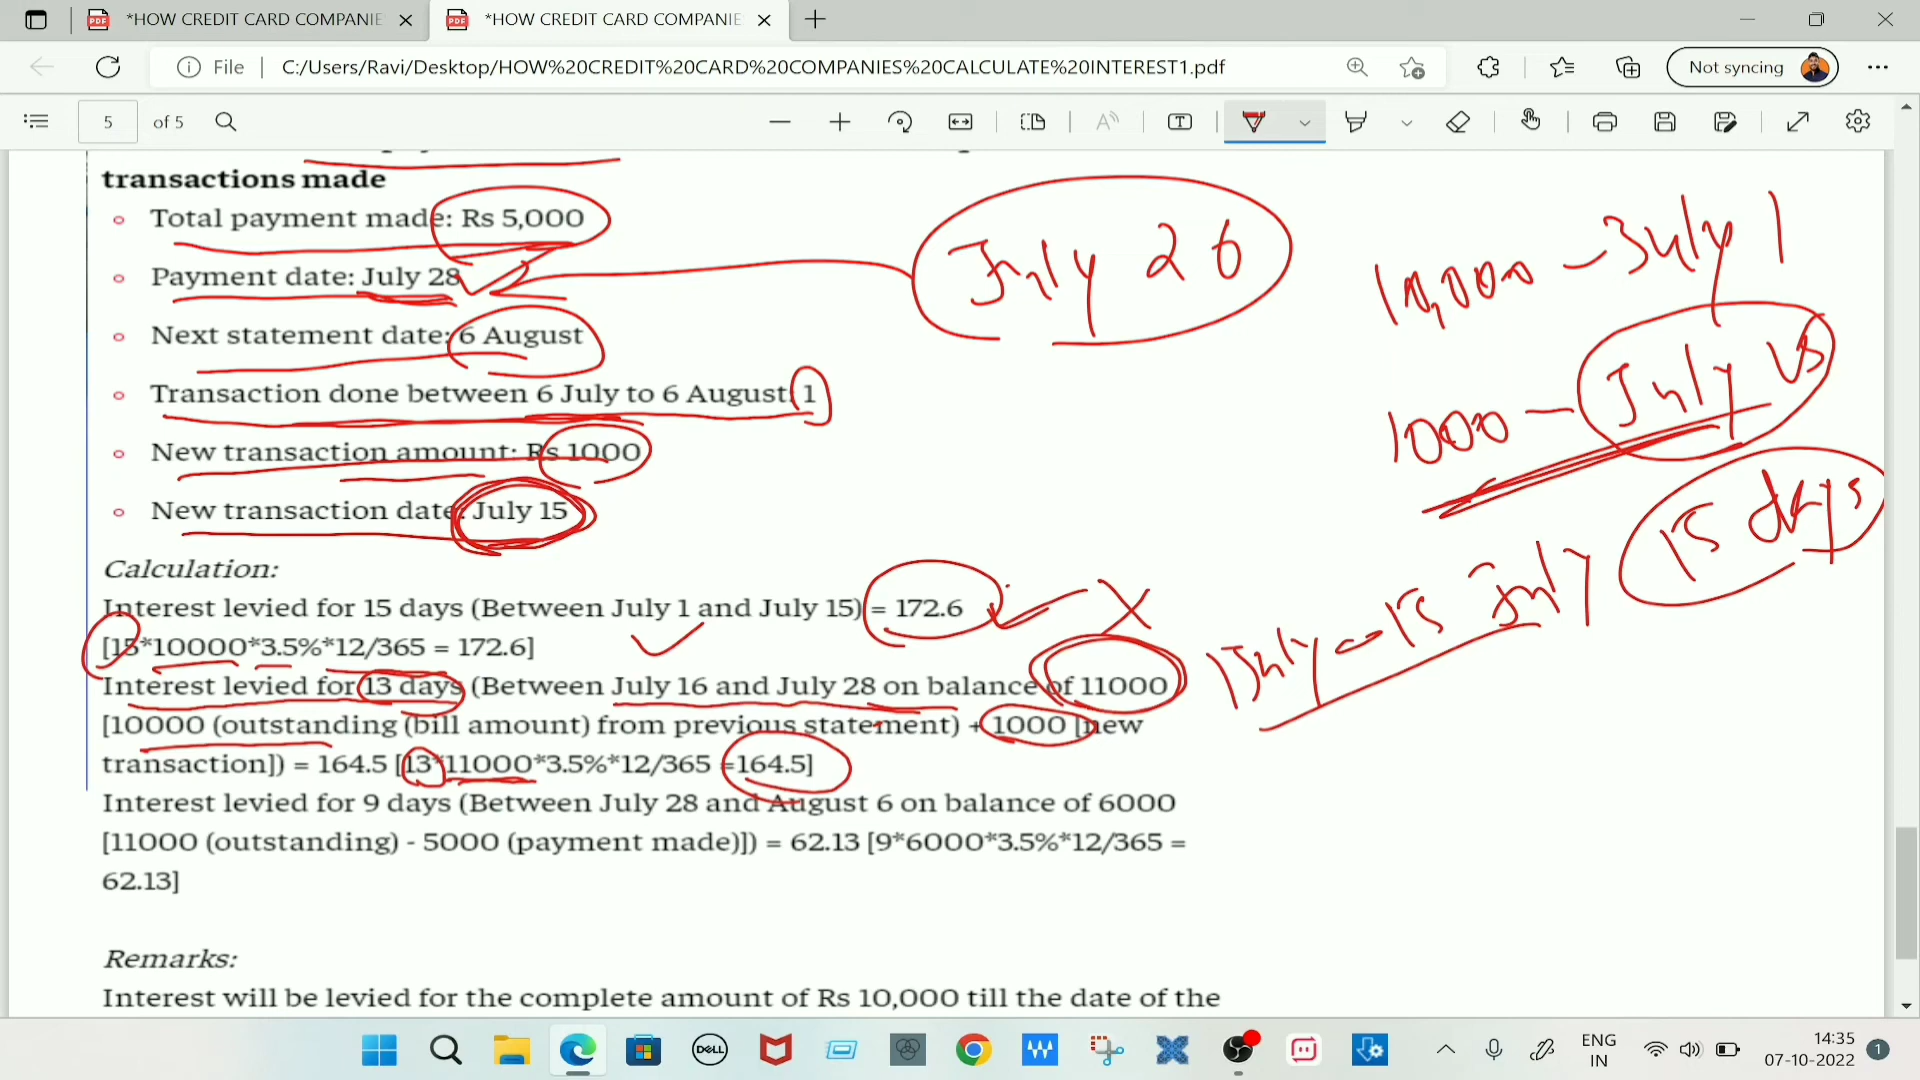 *HOW CREDIT CARD COMPANIE
*HOW CREDIT CARD COMPANIE
File
C:/Users/Ravi/Desktop/HOW%20CREDIT%20CARD%20COMPANIES%20CALCULATE%20INTEREST1.pdf
Not syncing
5 of 5
transactions made
Total payment made: Rs 5,000
Payment date: July 28
Next statement date: 6 August
Transaction done between 6 July to 6 August: 1
New transaction amount: Rs 1000
New transaction date: July 15
July 26
10,000 - July 1
1000 - July 15
15 days
1 July - 15 July
Calculation:
Interest levied for 15 days (Between July 1 and July 15) = 172.6
[15*10000*3.5%*12/365 = 172.6]
Interest levied for 13 days (Between July 16 and July 28 on balance of 11000
[10000 (outstanding (bill amount) from previous statement) + 1000 [new
transaction]) = 164.5 [13*11000*3.5%*12/365 =164.5]
Interest levied for 9 days (Between July 28 and August 6 on balance of 6000
[11000 (outstanding) - 5000 (payment made)]) = 62.13 [9*6000*3.5%*12/365 =
62.13]
Remarks:
Interest will be levied for the complete amount of Rs 10,000 till the date of the
DELL
W
ENG
IN
14:35
07-10-2022
1